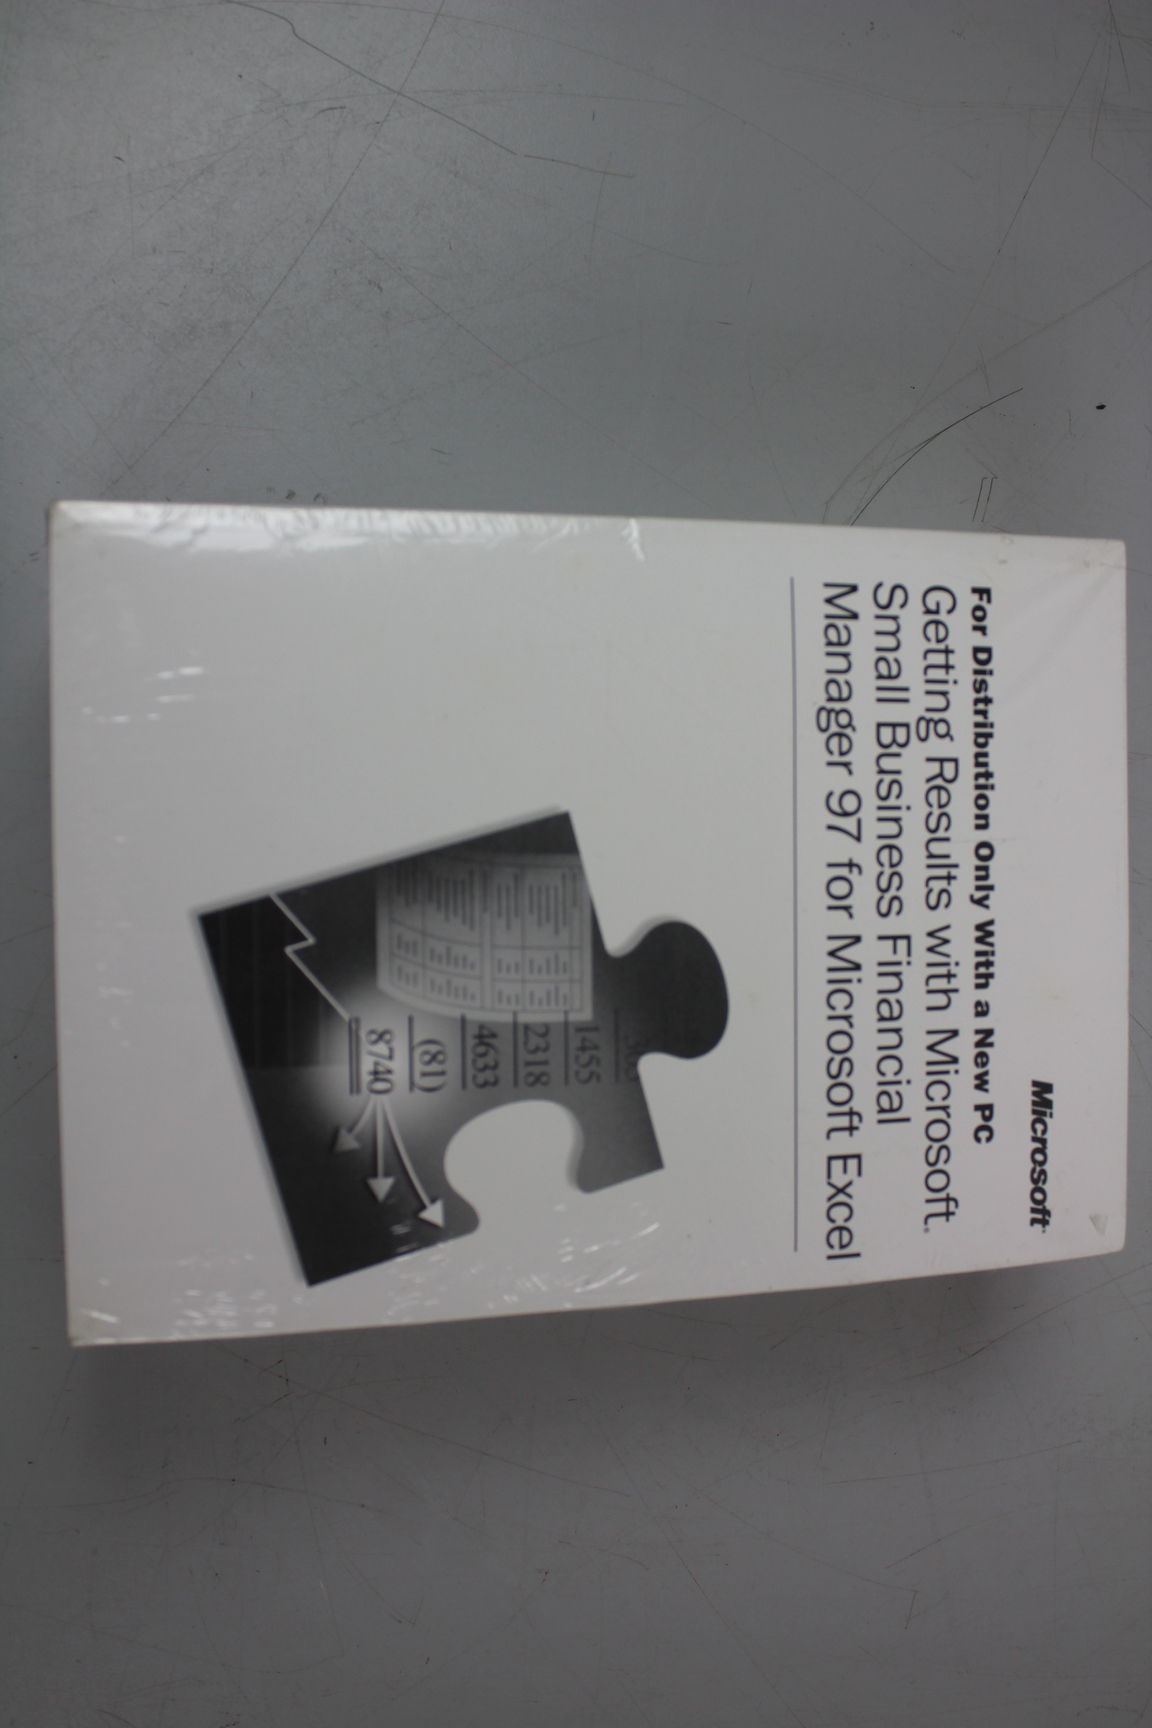 Microsoft
For Distribution Only With a New PC
Getting Results with Microsoft®
Small Business Financial
Manager 97 for Microsoft Excel
1455
2318
4633
(81)
8740